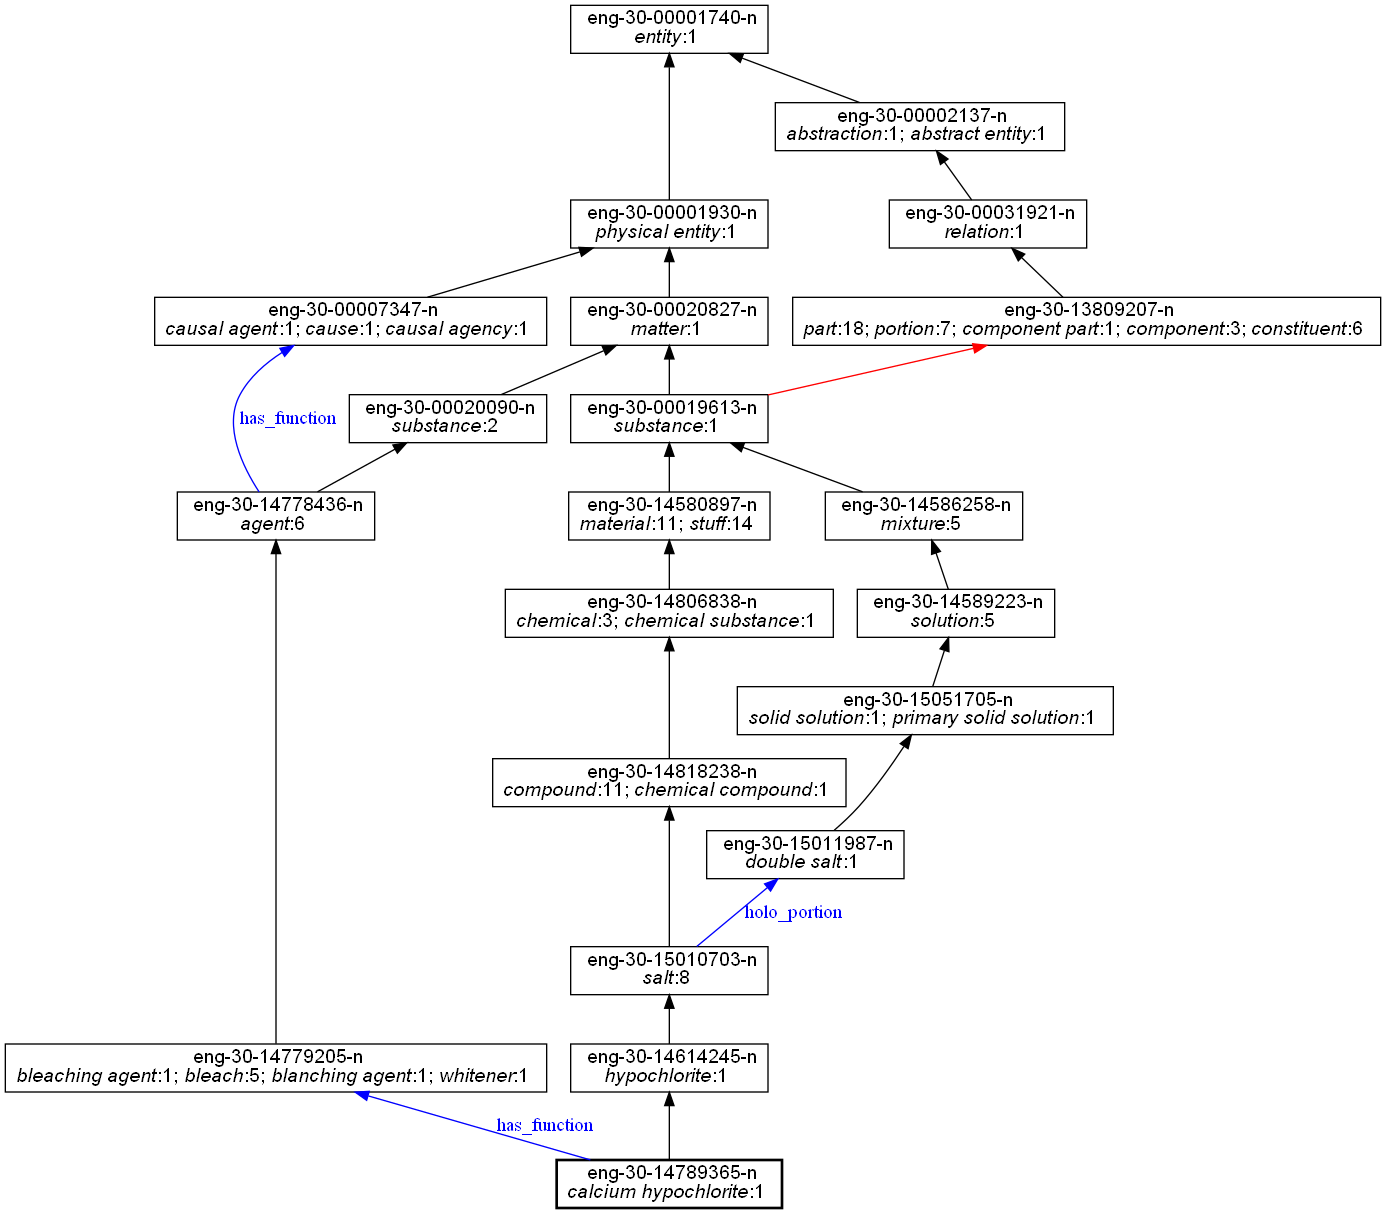 eng-30-00001740-n
entity:1
eng-30-00002137-n
abstraction:1; abstract entity:1
eng-30-00001930-n
physical entity:1
eng-30-00031921-n
relation:1
eng-30-00007347-n
causal agent:1; cause:1; causal agency:1
eng-30-00020827-n
matter:1
eng-30-13809207-n
part:18; portion:7; component part:1; component:3; constituent:6
has_function
eng-30-00020090-n
substance:2
eng-30-00019613-n
substance:1
eng-30-14778436-n
agent:6
eng-30-14580897-n
material:11; stuff:14
eng-30-14586258-n
mixture:5
eng-30-14806838-n
chemical:3; chemical substance:1
eng-30-14589223-n
solution:5
eng-30-15051705-n
solid solution:1; primary solid solution:1
eng-30-14818238-n
compound:11; chemical compound:1
eng-30-15011987-n
double salt:1
holo_portion
eng-30-15010703-n
salt:8
eng-30-14779205-n
bleaching agent:1; bleach:5; blanching agent:1; whitener:1
eng-30-14614245-n
hypochlorite:1
has_function
eng-30-14789365-n
calcium hypochlorite:1